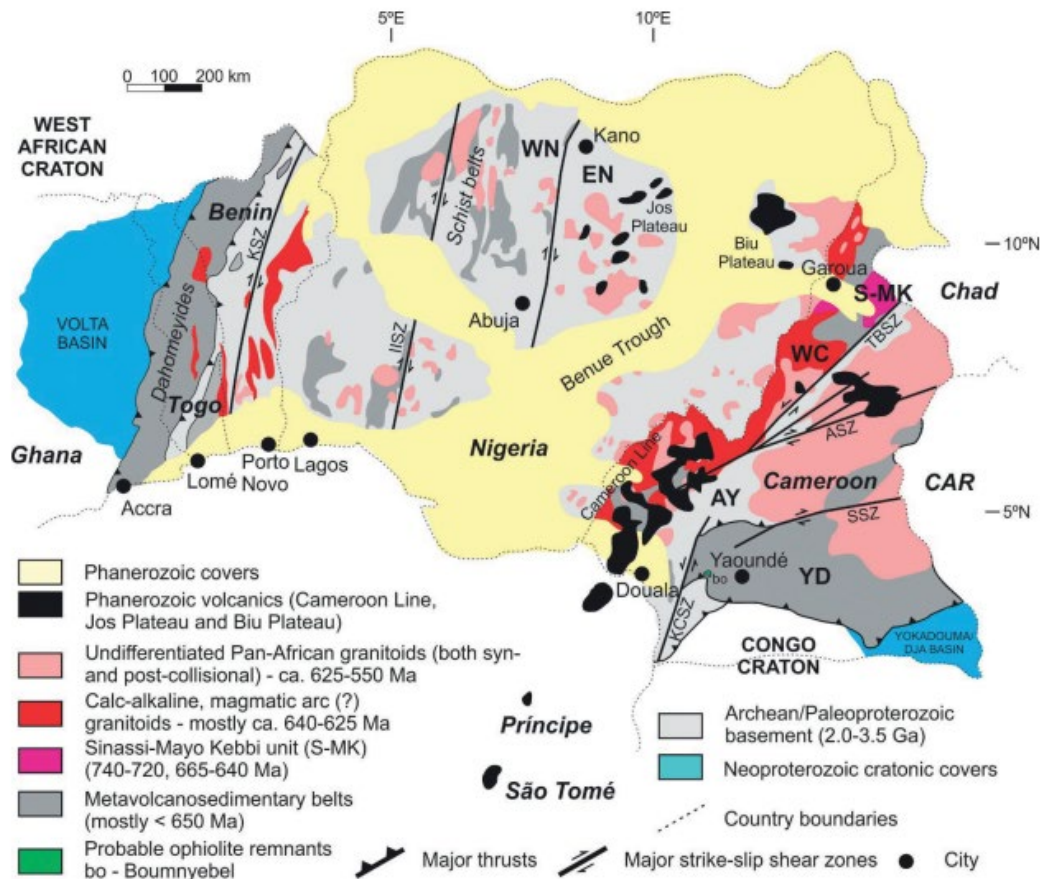 5ºE
10ºE
0 100 200 km
WEST
AFRICAN
CRATON
WN
Kano
EN
Schist belts
Jos
Plateau
Benin
KSZ
Biu
Plateau
10ºN
Garoua
S-MK
Chad
Abuja
VOLTA
BASIN
Dahomeyides
IISZ
Benue Trough
WC
TBSZ
Togo
ASZ
Ghana
Nigeria
Cameroon Line
Cameroon
CAR
Lomé
Porto
Novo
Lagos
Accra
AY
5ºN
SSZ
Yaoundé
bo
YD
Douala
KCSZ
CONGO
CRATON
YOKADOUMA/
DJA BASIN
Phanerozoic covers
Phanerozoic volcanics (Cameroon Line,
Jos Plateau and Biu Plateau)
Undifferentiated Pan-African granitoids (both syn-
and post-collisional) - ca. 625-550 Ma
Calc-alkaline, magmatic arc (?)
granitoids - mostly ca. 640-625 Ma
Sinassi-Mayo Kebbi unit (S-MK)
(740-720, 665-640 Ma)
Metavolcanosedimentary belts
(mostly < 650 Ma)
Probable ophiolite remnants
bo - Boumnyebel
Príncipe
São Tomé
Archean/Paleoproterozoic
basement (2.0-3.5 Ga)
Neoproterozoic cratonic covers
Country boundaries
Major thrusts
Major strike-slip shear zones
City